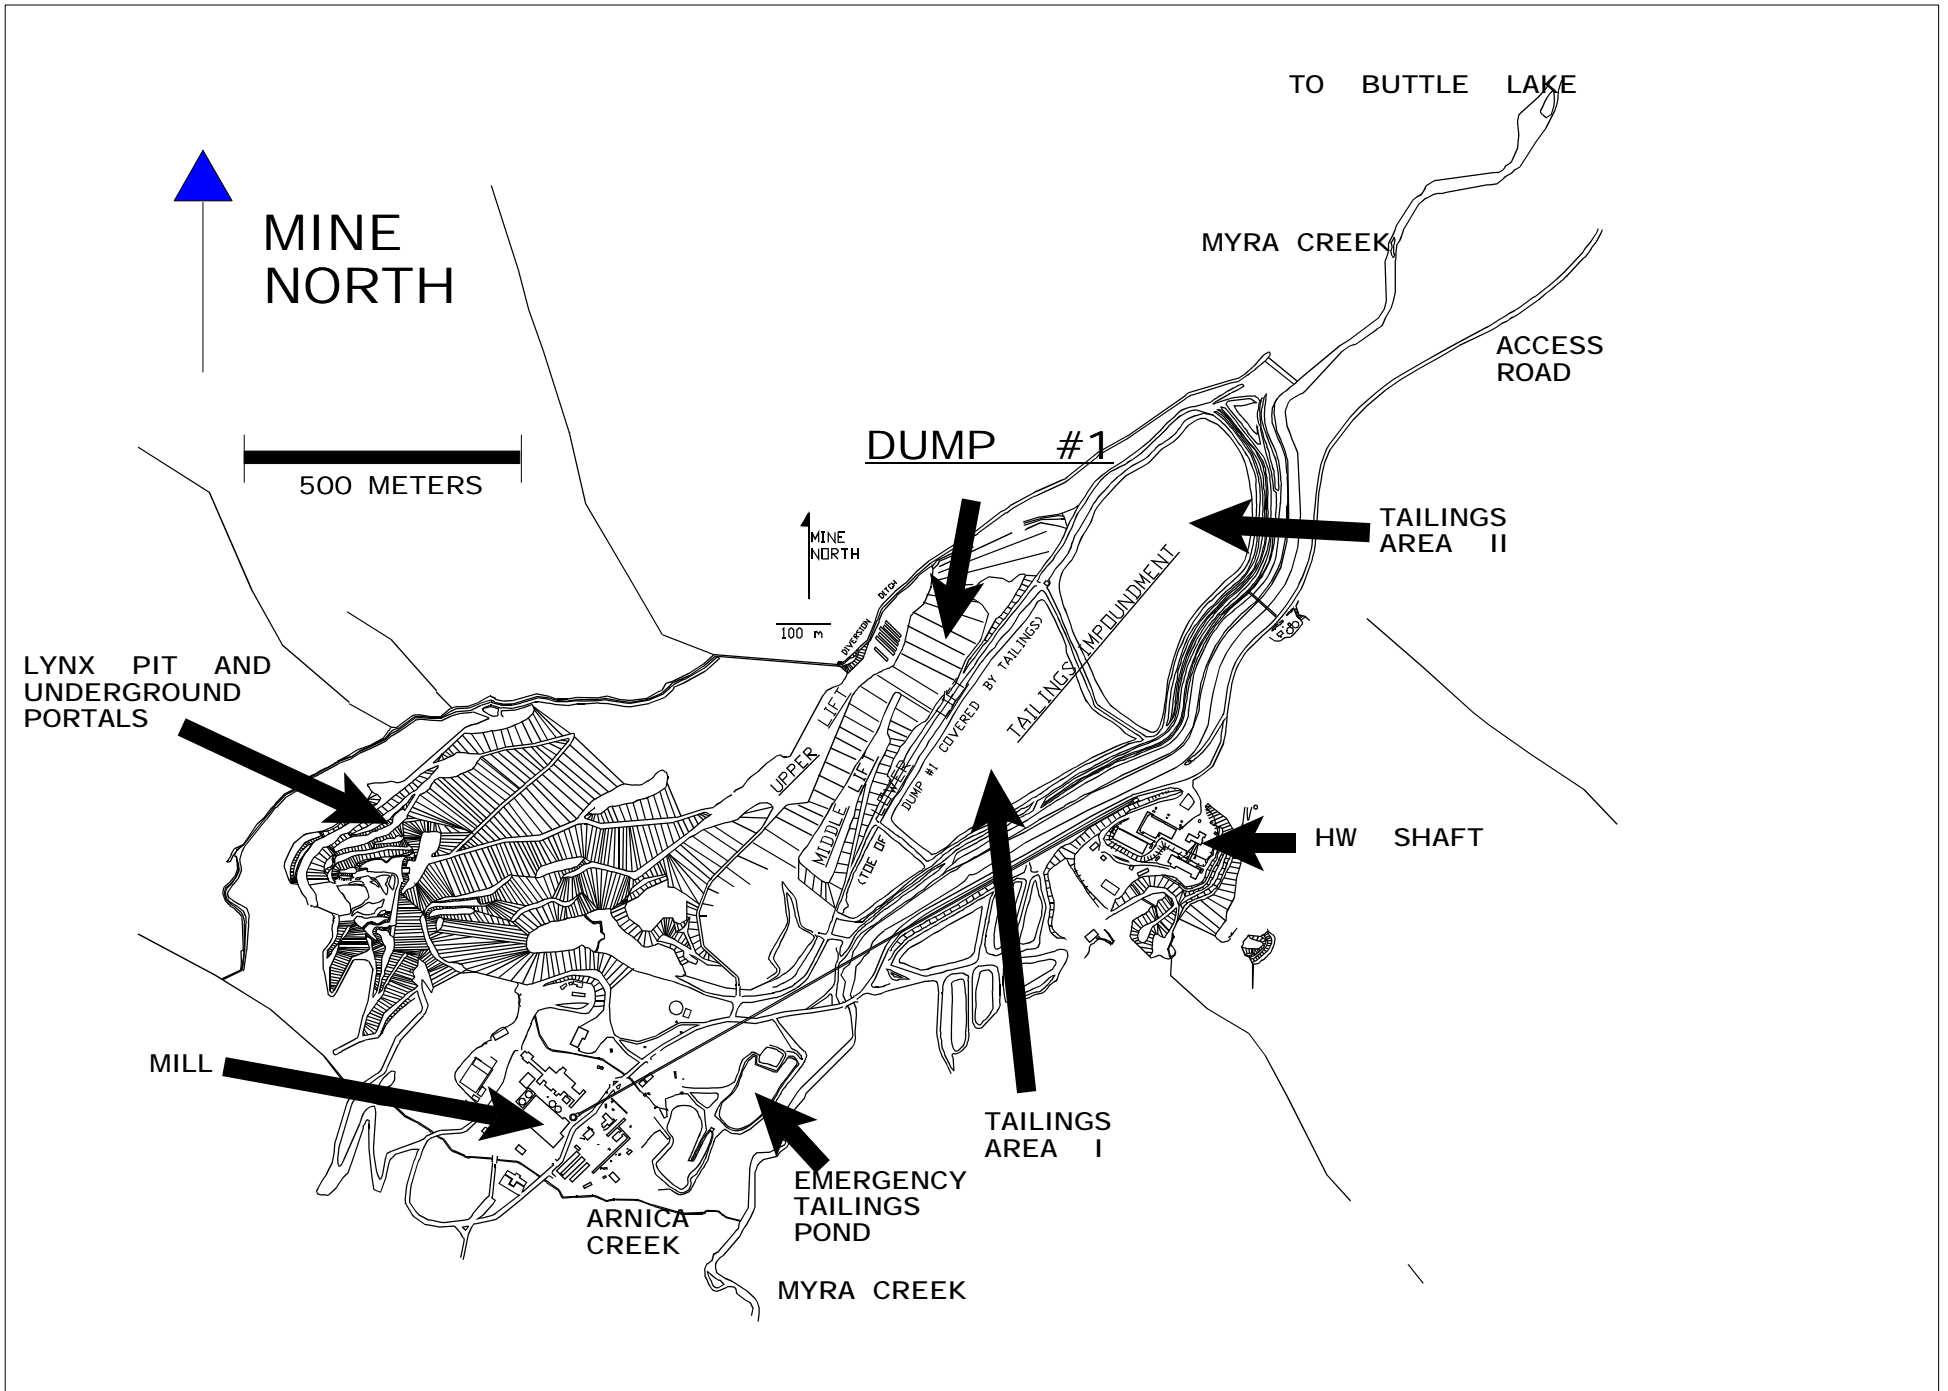 TO BUTTLE LAKE
MINE
NORTH
MYRA CREEK
ACCESS
ROAD
DUMP #1
500 METERS
TAILINGS
AREA II
MINE
NORTH
100 m
DIVERSION DITCH
TAILINGS IMPOUNDMENT
DUMP #1 COVERED BY TAILINGS)
(TOE OF LOWER LIFT
MIDDLE LIF
UPPER LIFT
LYNX PIT AND
UNDERGROUND
PORTALS
HW SHAFT
MILL
TAILINGS
AREA I
EMERGENCY
TAILINGS
POND
ARNICA
CREEK
MYRA CREEK